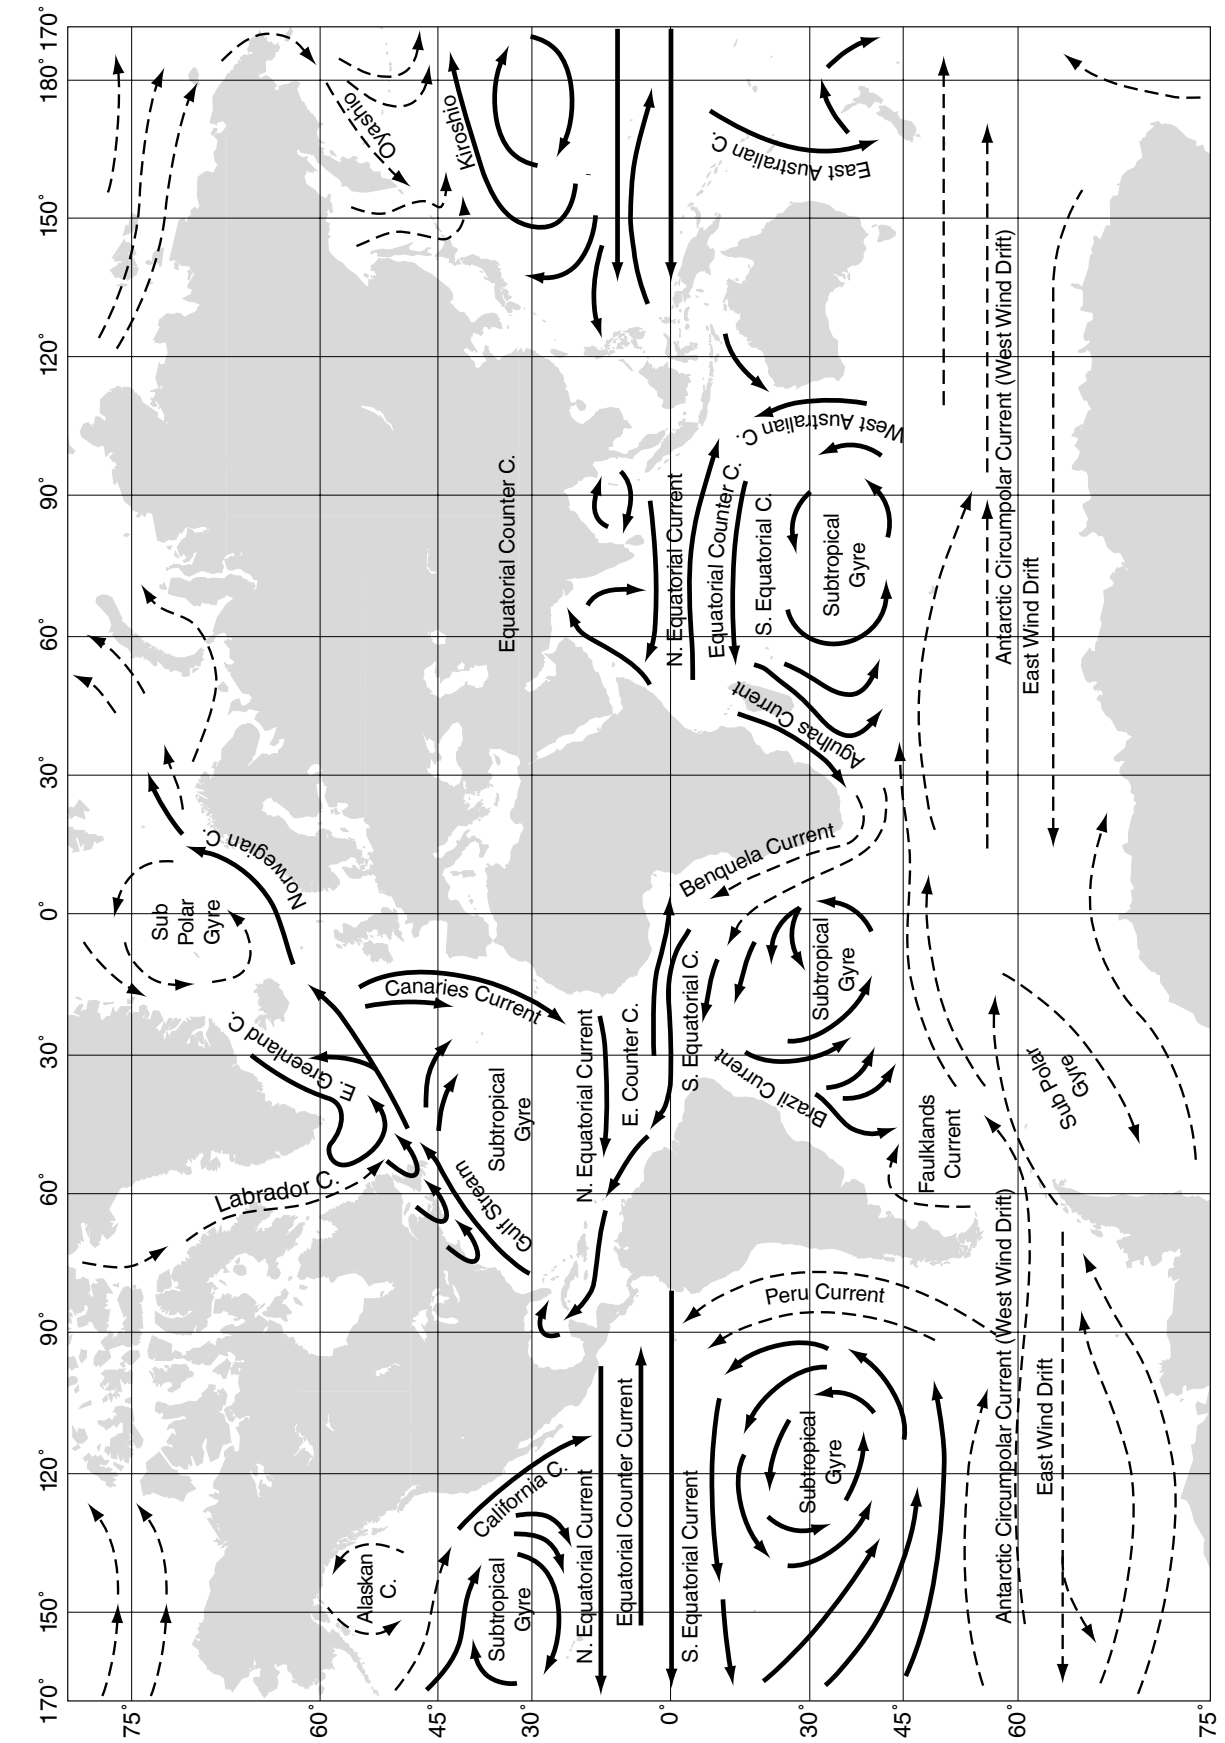 170° 150° 120° 90° 60° 30° 0° 30° 60° 90° 120° 150° 180° 170°
75°
Sub
Polar
Gyre
Norwegian C.
Labrador C.
E. Greenland C.
60°
Alaskan
C.
Oyashio
Canaries Current
45°
Kiroshio
California C.
Gulf Stream
Subtropical
Gyre
Subtropical
Gyre
Equatorial Counter C.
30°
N. Equatorial Current
N. Equatorial Current
Equatorial Counter Current
E. Counter C.
N. Equatorial Current
0°
S. Equatorial Current
S. Equatorial C.
Equatorial Counter C.
Benquela Current
Agulhas Current
S. Equatorial C.
West Australian C.
East Australian C.
Brazil Current
Peru Current
Subtropical
Gyre
Subtropical
Gyre
Subtropical
Gyre
30°
45°
Faulklands
Current
Antarctic Circumpolar Current (West Wind Drift)
Antarctic Circumpolar Current (West Wind Drift)
60°
East Wind Drift
East Wind Drift
Sub Polar
Gyre
75°